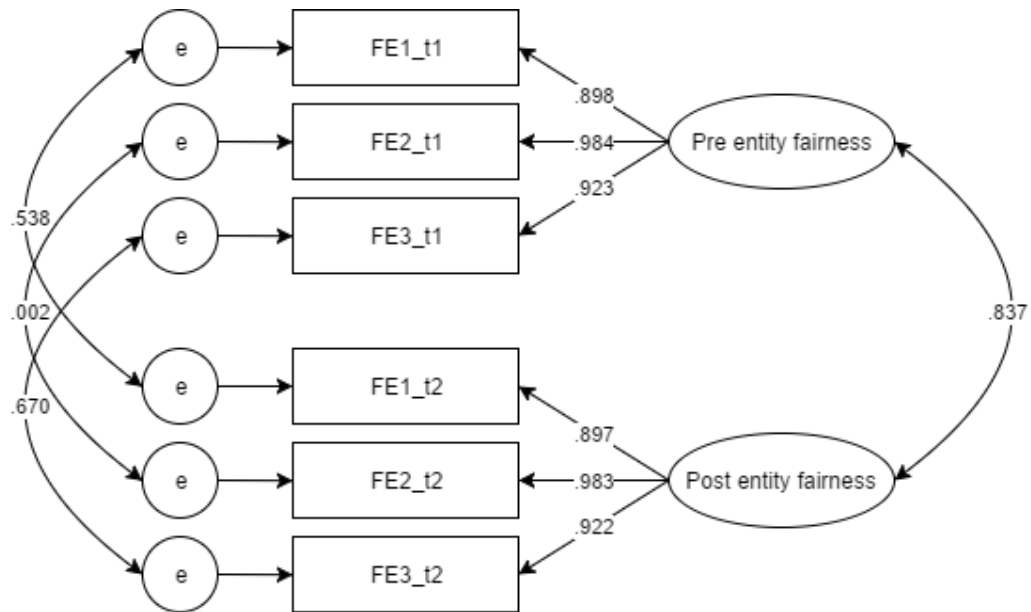 e
FE1_t1
.898
e
FE2_t1
.984
Pre entity fairness
.923
e
FE3_t1
.538
.002
.837
.670
e
FE1_t2
.897
e
FE2_t2
.983
Post entity fairness
.922
e
FE3_t2